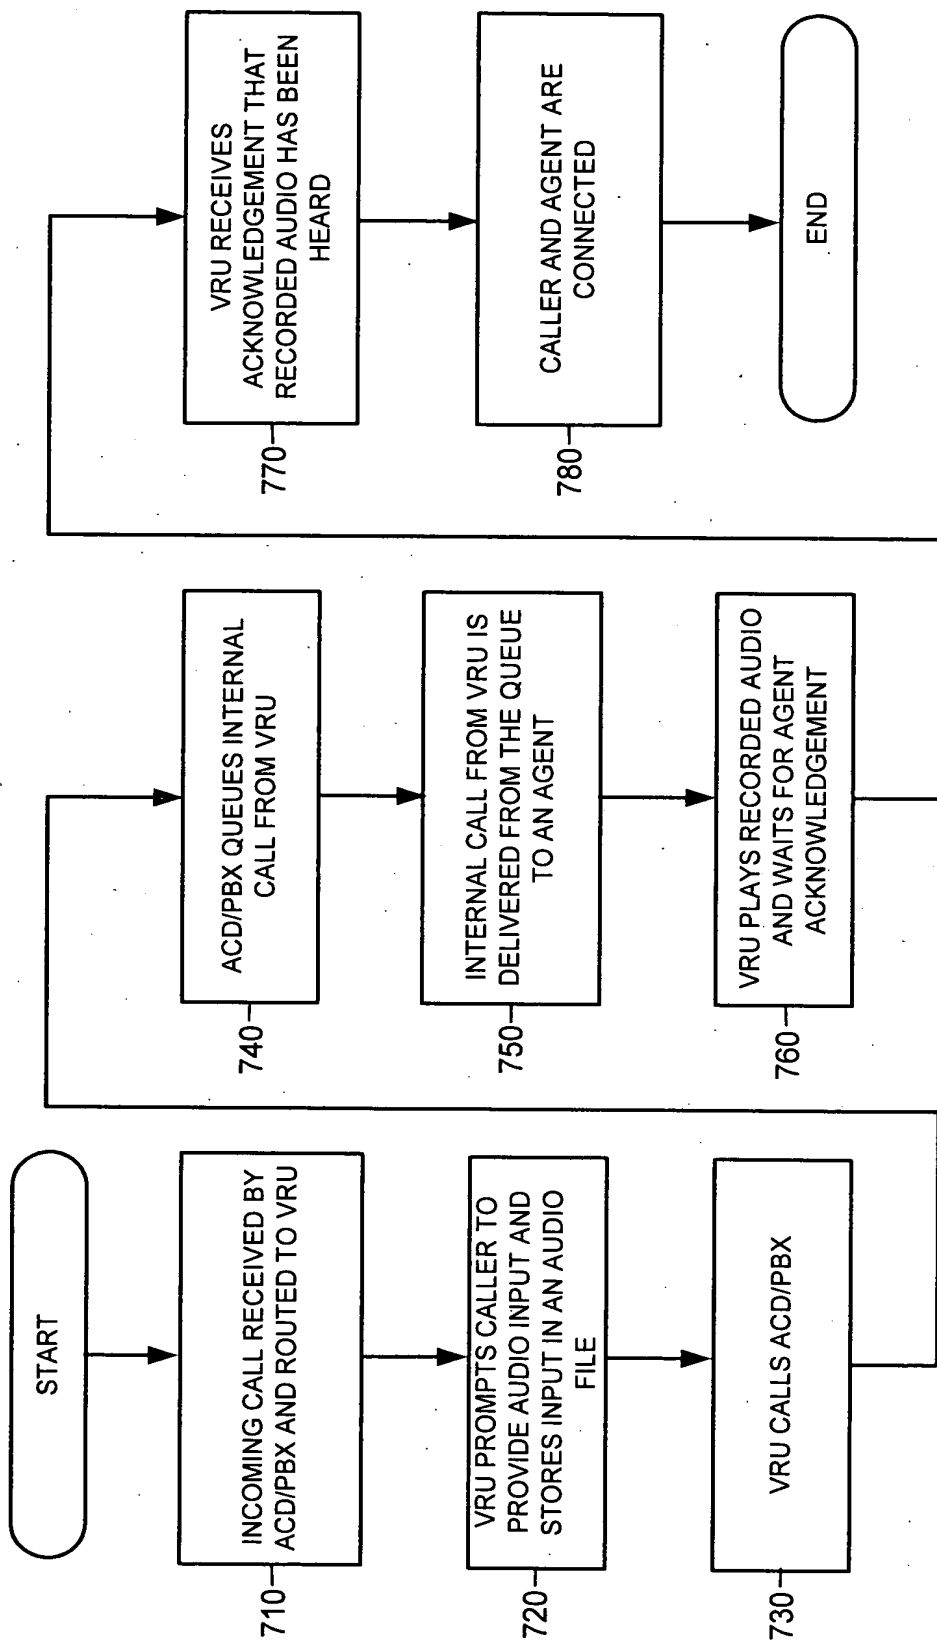 START
INCOMING CALL RECEIVED BY
ACD/PBX AND ROUTED TO VRU
710
VRU PROMPTS CALLER TO
PROVIDE AUDIO INPUT AND
STORES INPUT IN AN AUDIO
FILE
720
VRU CALLS ACD/PBX
730
ACD/PBX QUEUES INTERNAL
CALL FROM VRU
740
INTERNAL CALL FROM VRU IS
DELIVERED FROM THE QUEUE
TO AN AGENT
750
VRU PLAYS RECORDED AUDIO
AND WAITS FOR AGENT
ACKNOWLEDGEMENT
760
VRU RECEIVES
ACKNOWLEDGEMENT THAT
RECORDED AUDIO HAS BEEN
HEARD
770
CALLER AND AGENT ARE
CONNECTED
780
END